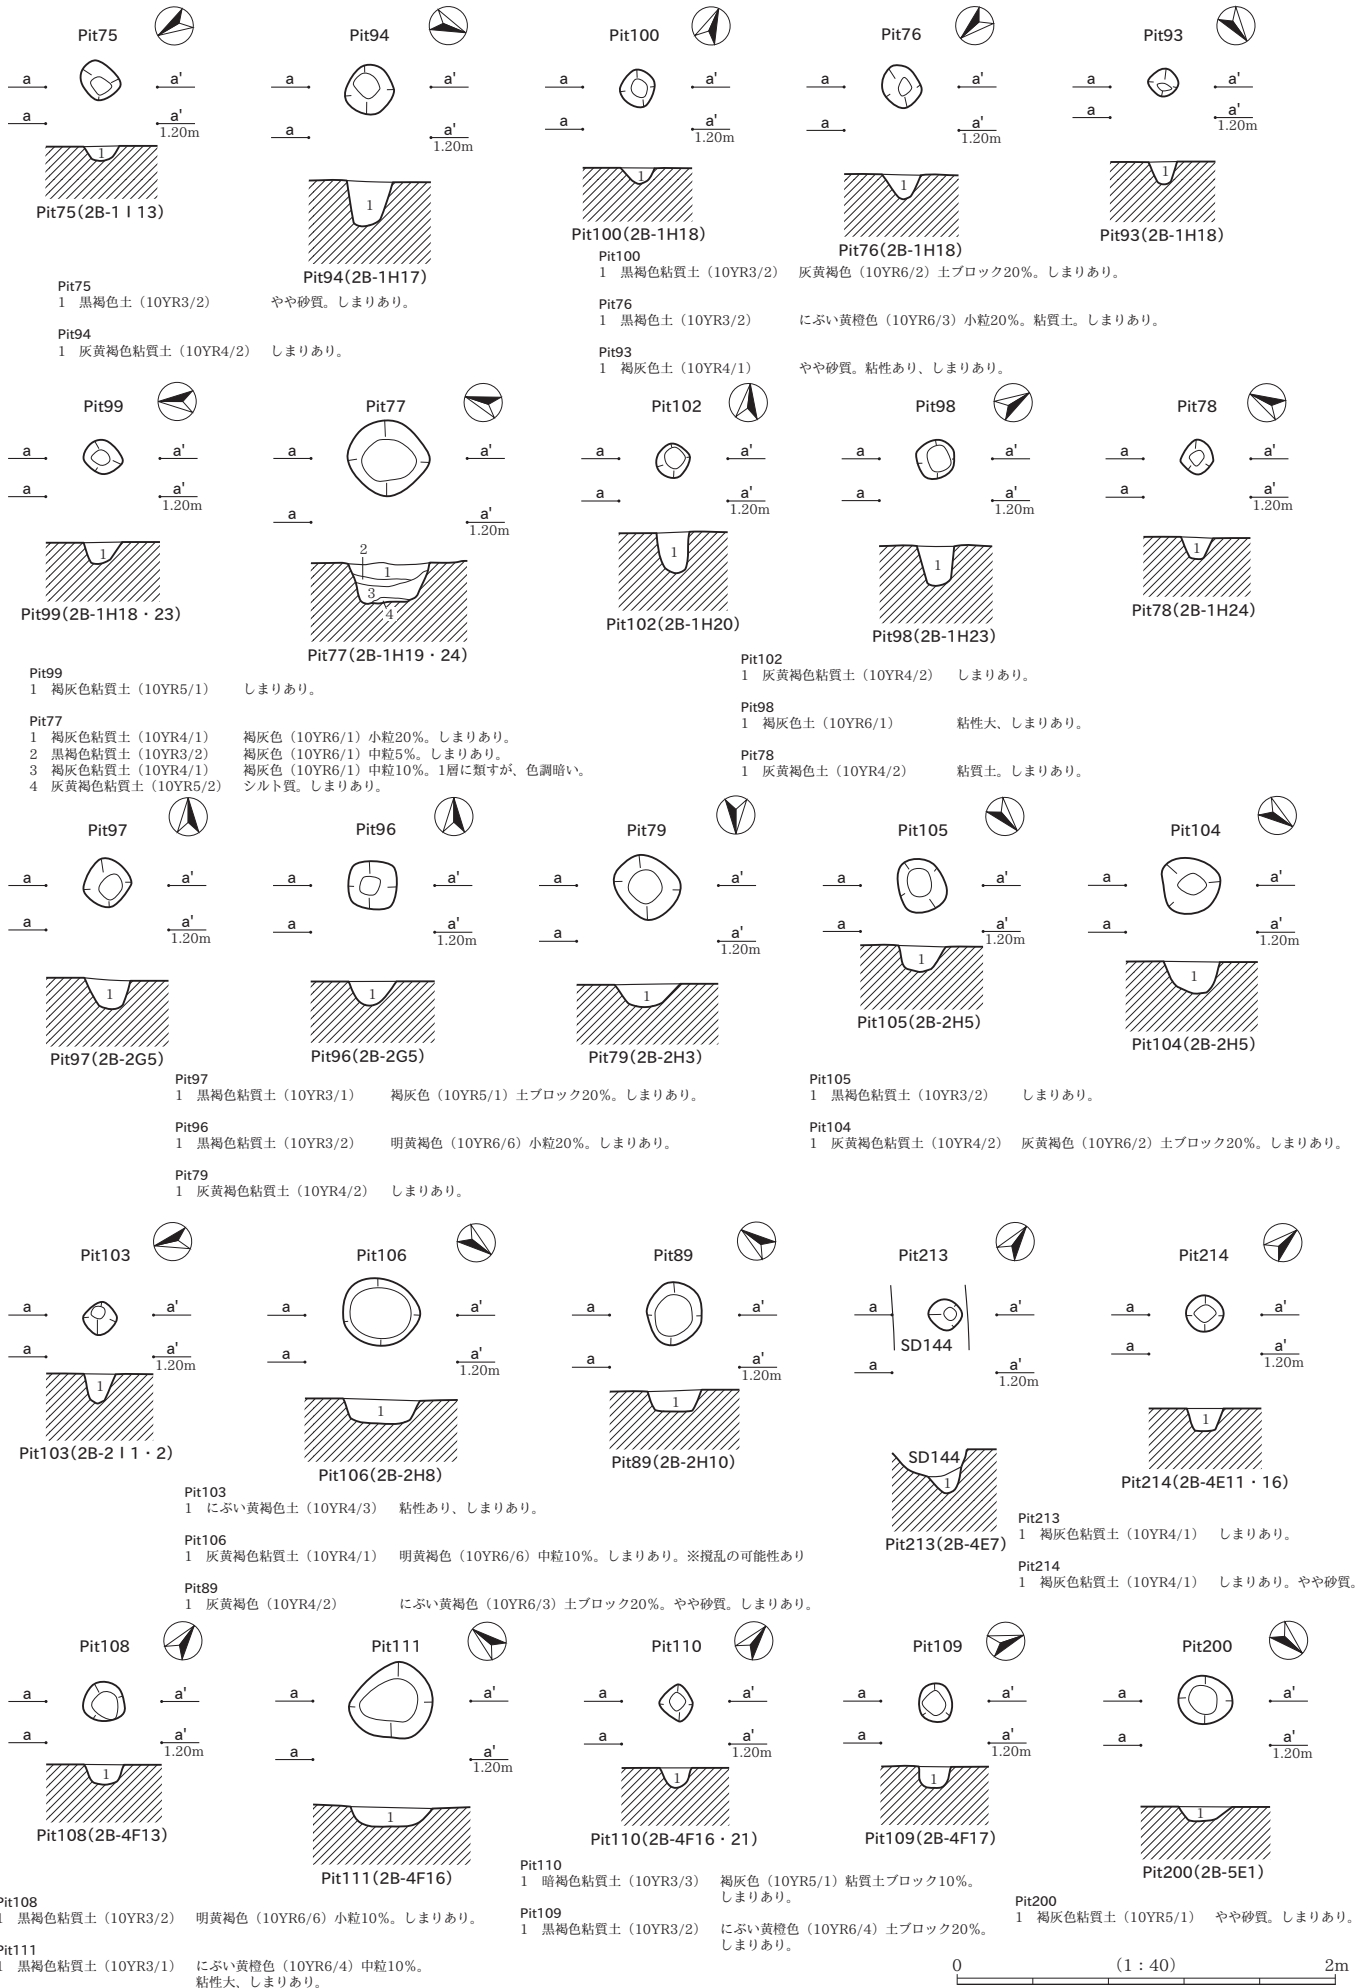 Pit75
Pit94
Pit100
Pit76
Pit93
a a'
a a'
a a'
a a'
a a'
a a'
1.20m
a a'
1.20m
a a'
1.20m
a a'
1.20m
a a'
1.20m
1
1
1
1
1
Pit75(2B-1Ⅰ13)
Pit94(2B-1H17)
Pit100(2B-1H18)
Pit76(2B-1H18)
Pit93(2B-1H18)
Pit75
1 黒褐色土（10YR3/2） やや砂質。しまりあり。
Pit94
1 灰黄褐色粘質土（10YR4/2） しまりあり。
Pit100
1 黒褐色粘質土（10YR3/2） 灰黄褐色（10YR6/2）土ブロック20%。しまりあり。
Pit76
1 黒褐色土（10YR3/2） にぶい黄橙色（10YR6/3）小粒20%。粘質土。しまりあり。
Pit93
1 褐灰色土（10YR4/1） やや砂質。粘性あり、しまりあり。
Pit99
Pit77
Pit102
Pit98
Pit78
a a'
a a'
a a'
a a'
a a'
a a'
1.20m
a a'
1.20m
a a'
1.20m
a a'
1.20m
a a'
1.20m
1
2
1
3
4
1
1
1
Pit99(2B-1H18・23)
Pit77(2B-1H19・24)
Pit102(2B-1H20)
Pit98(2B-1H23)
Pit78(2B-1H24)
Pit99
1 褐灰色粘質土（10YR5/1） しまりあり。
Pit77
1 褐灰色粘質土（10YR4/1） 褐灰色（10YR6/1）小粒20%。しまりあり。
2 黒褐色粘質土（10YR3/2） 褐灰色（10YR6/1）中粒5%。しまりあり。
3 褐灰色粘質土（10YR4/1） 褐灰色（10YR6/1）中粒10%。1層に類すが、色調暗い。
4 灰黄褐色粘質土（10YR5/2） シルト質。しまりあり。
Pit102
1 灰黄褐色粘質土（10YR4/2） しまりあり。
Pit98
1 褐灰色土（10YR6/1） 粘性大、しまりあり。
Pit78
1 灰黄褐色土（10YR4/2） 粘質土。しまりあり。
Pit97
Pit96
Pit79
Pit105
Pit104
a a'
a a'
a a'
a a'
a a'
a a'
1.20m
a a'
1.20m
a a'
1.20m
a a'
1.20m
a a'
1.20m
1
1
1
1
1
Pit97(2B-2G5)
Pit96(2B-2G5)
Pit79(2B-2H3)
Pit105(2B-2H5)
Pit104(2B-2H5)
Pit97
1 黒褐色粘質土（10YR3/1） 褐灰色（10YR5/1）土ブロック20%。しまりあり。
Pit96
1 黒褐色粘質土（10YR3/2） 明黄褐色（10YR6/6）小粒20%。しまりあり。
Pit79
1 灰黄褐色粘質土（10YR4/2） しまりあり。
Pit105
1 黒褐色粘質土（10YR3/2） しまりあり。
Pit104
1 灰黄褐色粘質土（10YR4/2） 灰黄褐色（10YR6/2）土ブロック20%。しまりあり。
Pit103
Pit106
Pit89
Pit213
Pit214
a a'
a a'
a a'
a a'
SD144
a a'
a a'
1.20m
a a'
1.20m
a a'
1.20m
a a'
1.20m
a a'
1.20m
1
1
1
SD144
1
1
Pit103(2B-2Ⅰ1・2)
Pit106(2B-2H8)
Pit89(2B-2H10)
Pit213(2B-4E7)
Pit214(2B-4E11・16)
Pit103
1 にぶい黄褐色土（10YR4/3） 粘性あり、しまりあり。
Pit106
1 灰黄褐色粘質土（10YR4/1） 明黄褐色（10YR6/6）中粒10%。しまりあり。※撹乱の可能性あり
Pit89
1 灰黄褐色（10YR4/2） にぶい黄褐色（10YR6/3）土ブロック20%。やや砂質。しまりあり。
Pit213
1 褐灰色粘質土（10YR4/1） しまりあり。
Pit214
1 褐灰色粘質土（10YR4/1） しまりあり。やや砂質。
Pit108
Pit111
Pit110
Pit109
Pit200
a a'
a a'
a a'
a a'
a a'
a a'
1.20m
a a'
1.20m
a a'
1.20m
a a'
1.20m
a a'
1.20m
1
1
1
1
1
Pit108(2B-4F13)
Pit111(2B-4F16)
Pit110(2B-4F16・21)
Pit109(2B-4F17)
Pit200(2B-5E1)
Pit108
1 黒褐色粘質土（10YR3/2） 明黄褐色（10YR6/6）小粒10%。しまりあり。
Pit111
1 黒褐色粘質土（10YR3/1） にぶい黄橙色（10YR6/4）中粒10%。
粘性大、しまりあり。
Pit110
1 暗褐色粘質土（10YR3/3） 褐灰色（10YR5/1）粘質土ブロック10%。
しまりあり。
Pit109
1 黒褐色粘質土（10YR3/2） にぶい黄橙色（10YR6/4）土ブロック20%。
しまりあり。
Pit200
1 褐灰色粘質土（10YR5/1） やや砂質。しまりあり。
0 （1：40） 2m